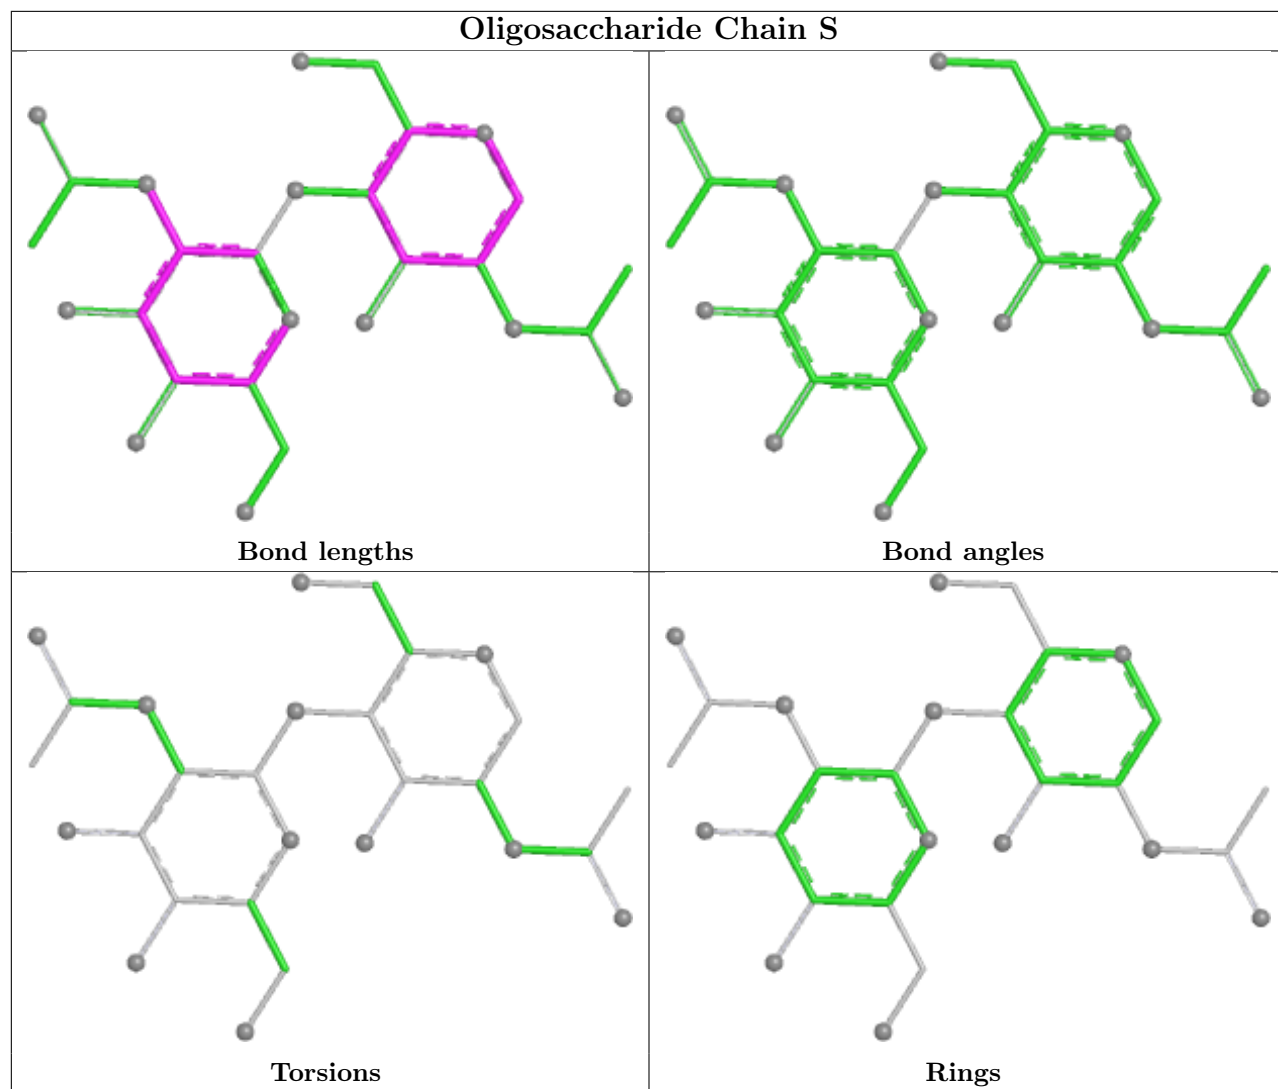 Oligosaccharide Chain S
Bond lengths
Bond angles
Torsions
Rings